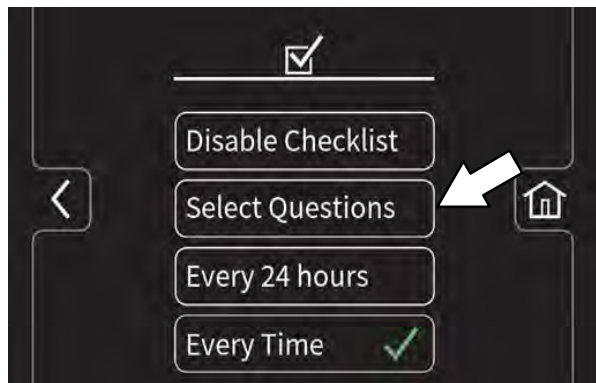 Disable Checklist
Select Questions
Every 24 hours
Every Time